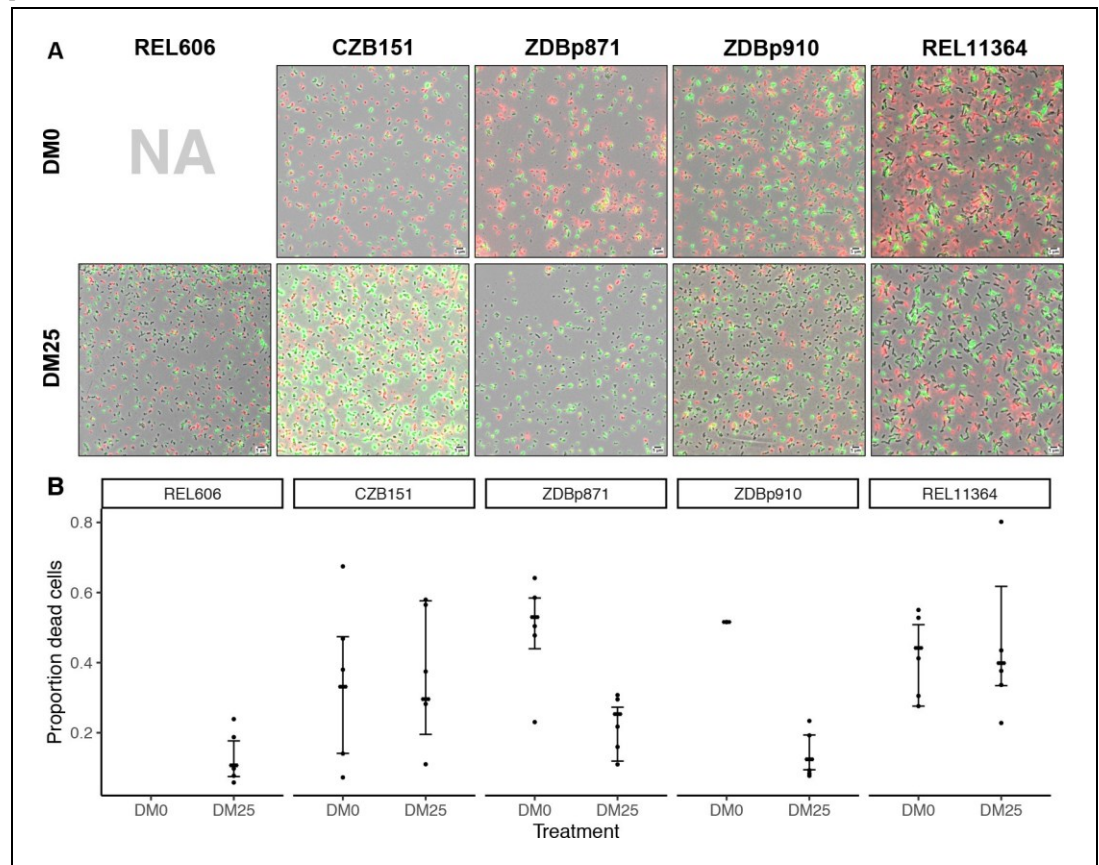 A
REL606 CZB151 ZDBp871 ZDBp910 REL11364
DM0
NA
DM25
B
REL606 CZB151 ZDBp871 ZDBp910 REL11364
Proportion dead cells
0.8
0.6
0.4
0.2
DM0 DM25 DM0 DM25 DM0 DM25 DM0 DM25 DM0 DM25
Treatment